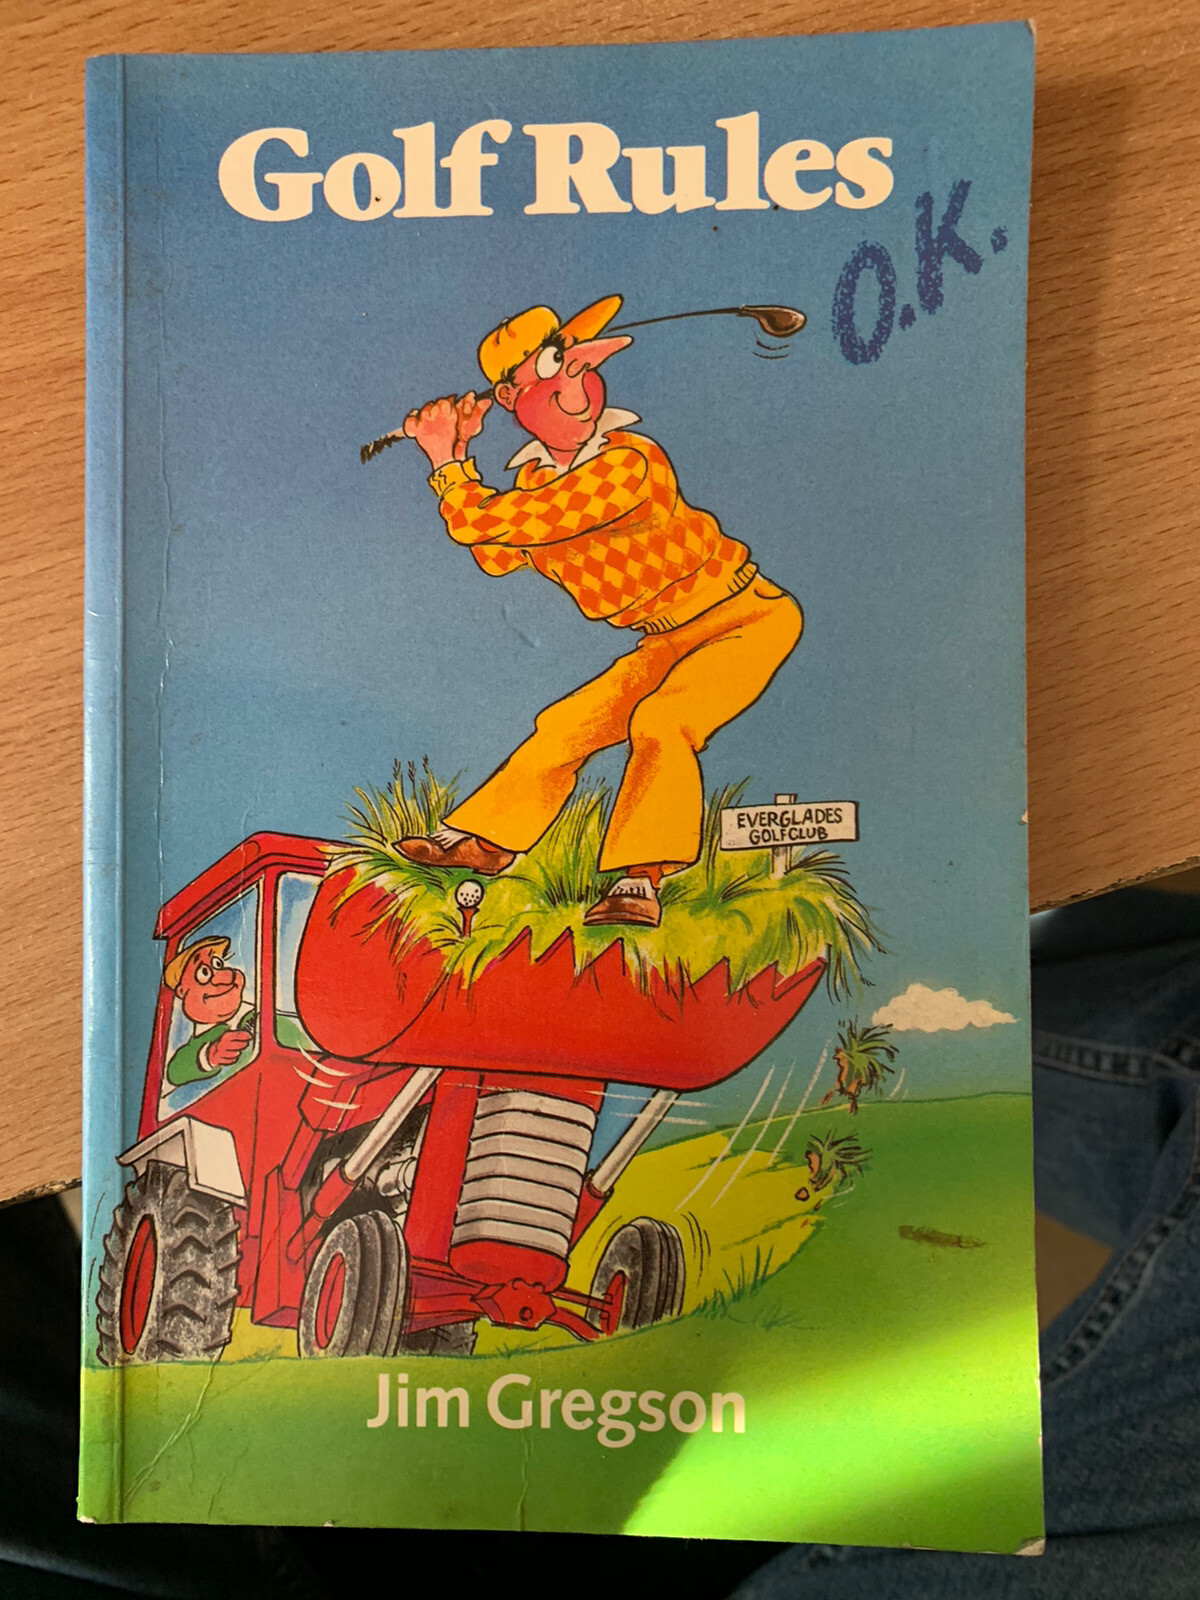 Golf Rules
O.K.
EVERGLADES
GOLFCLUB
Jim Gregson